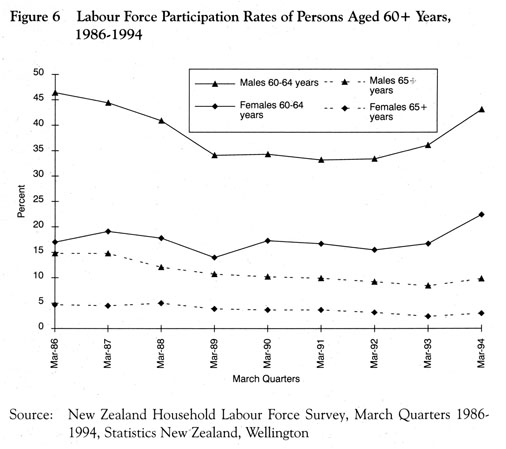 Figure 6 Labour Force Participation Rates of Persons Aged 60+ Years,
1986-1994
50
45
40
35
30
25
20
15
10
5
0
Percent
Males 60-64 years
Males 65+
years
Females 60-64
years
Females 65+
years
Mar-86
Mar-87
Mar-88
Mar-89
Mar-90
Mar-91
Mar-92
Mar-93
Mar-94
March Quarters
Source: New Zealand Household Labour Force Survey, March Quarters 1986-
1994, Statistics New Zealand, Wellington